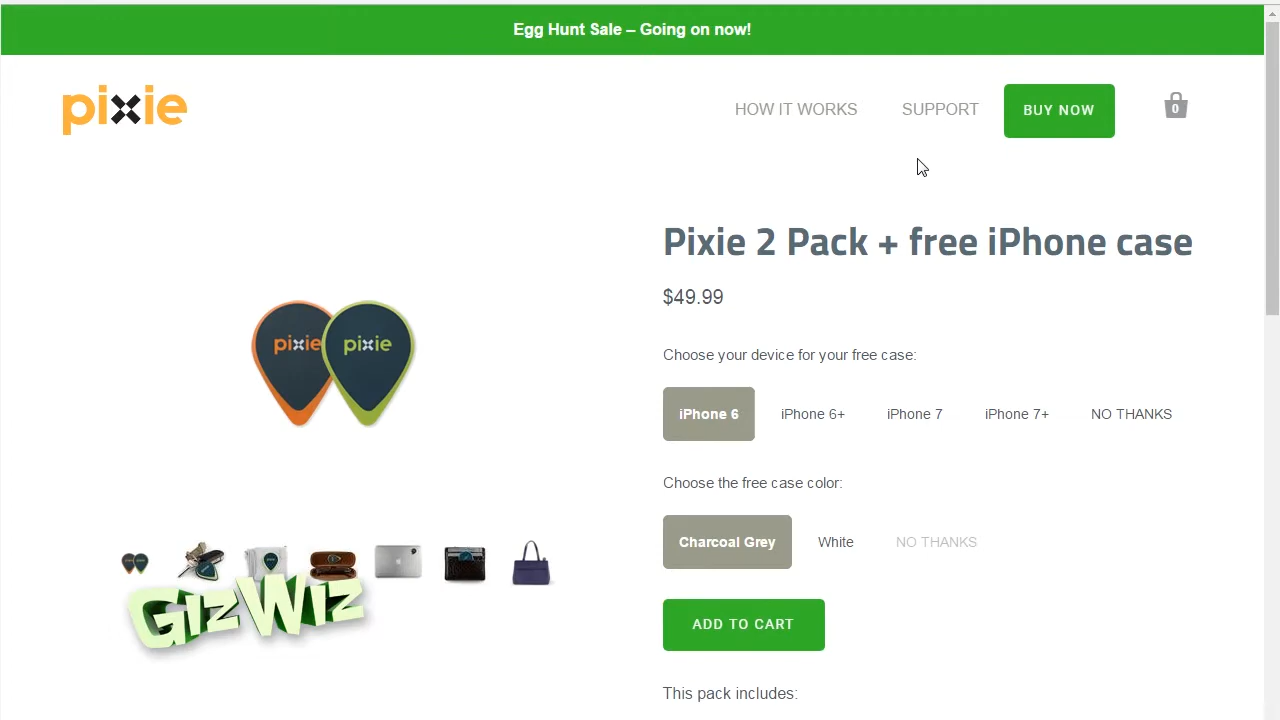 Egg Hunt Sale – Going on now!
pixie
HOW IT WORKS
SUPPORT
BUY NOW
0
Pixie 2 Pack + free iPhone case
$49.99
pixie
pixie
Choose your device for your free case:
iPhone 6
iPhone 6+
iPhone 7
iPhone 7+
NO THANKS
Choose the free case color:
Charcoal Grey
White
NO THANKS
GizWiz
ADD TO CART
This pack includes: